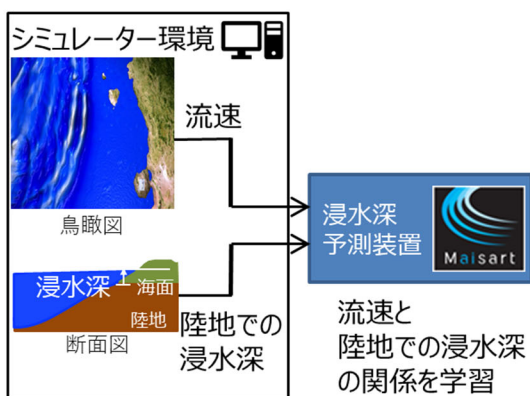 シミュレーター環境
流速
鳥瞰図
浸水深
海面
陸地
断面図
陸地での
浸水深
浸水深
予測装置
Maisart
流速と
陸地での浸水深
の関係を学習